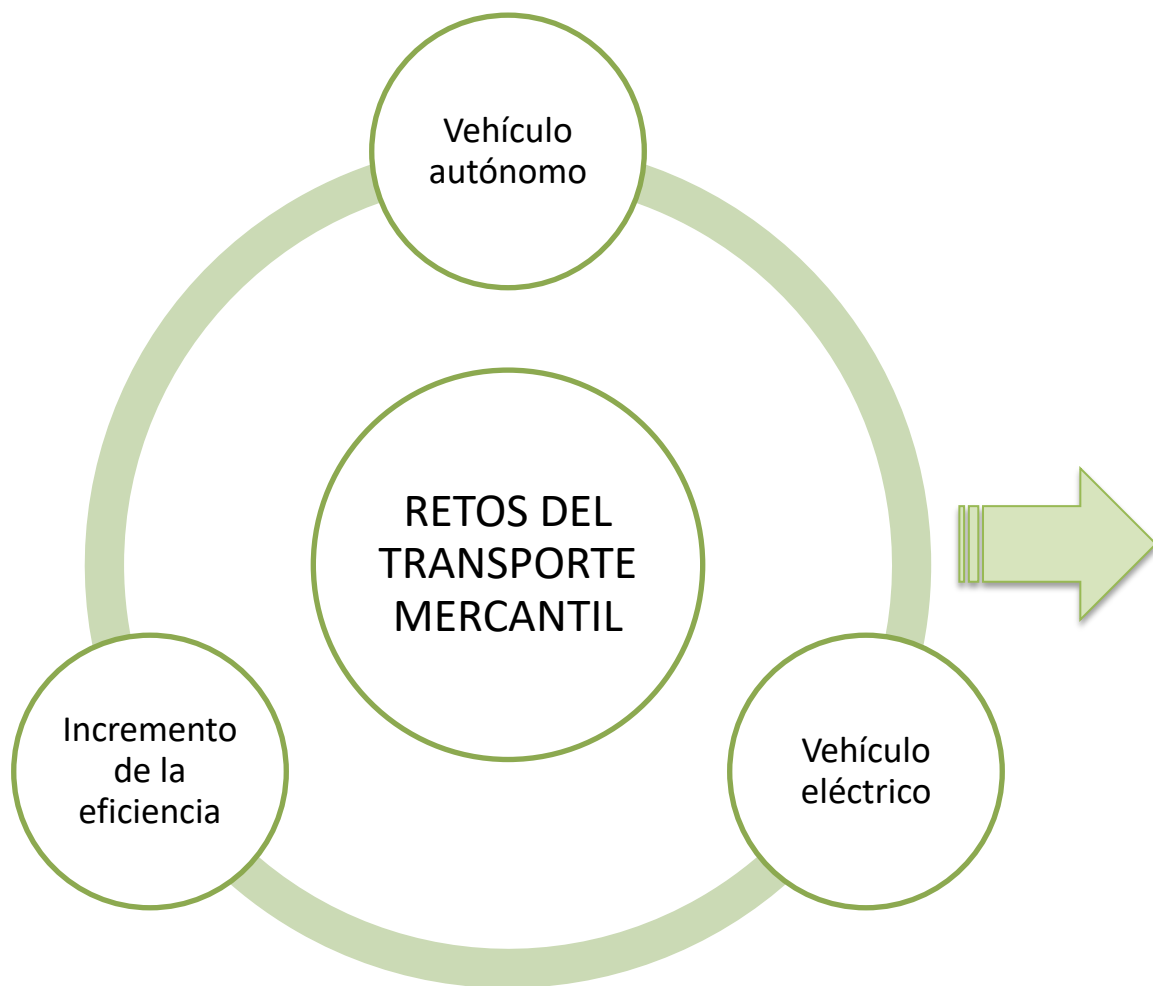 Vehículo
autónomo
RETOS DEL
TRANSPORTE
MERCANTIL
Incremento
de la
eficiencia
Vehículo
eléctrico